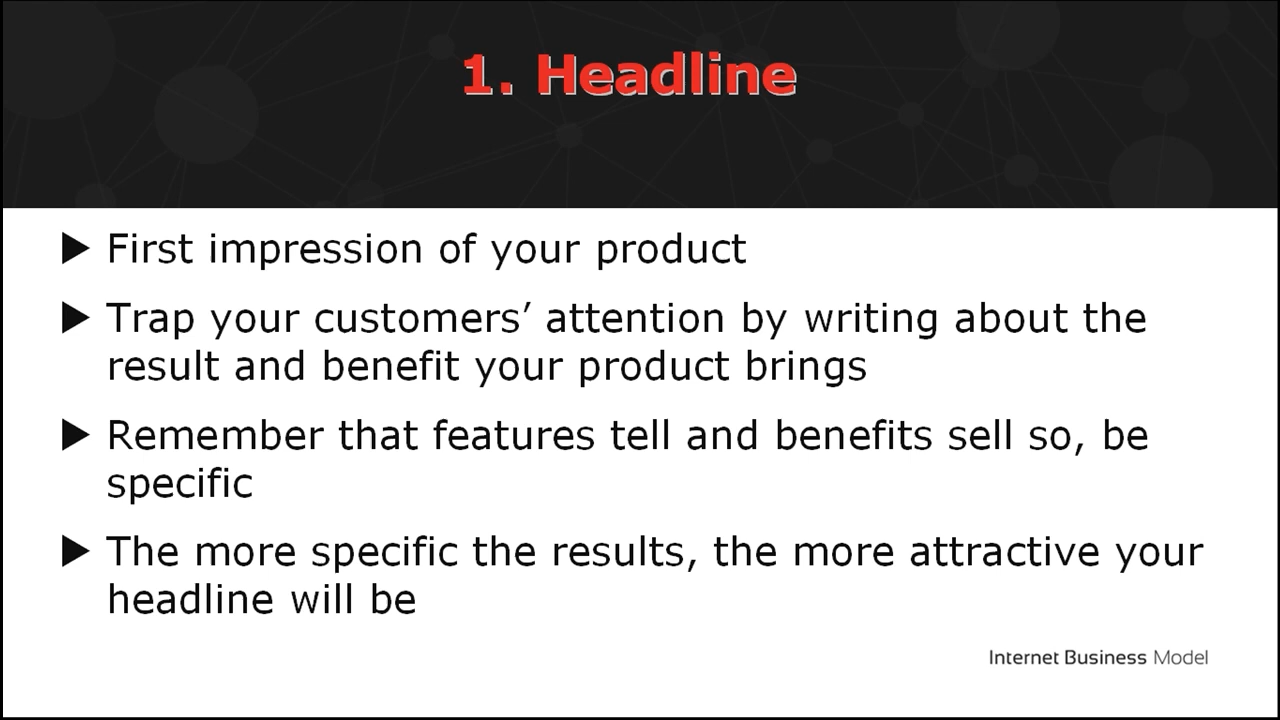 1. Headline
▶ First impression of your product
▶ Trap your customers’ attention by writing about the
result and benefit your product brings
▶ Remember that features tell and benefits sell so, be
specific
▶ The more specific the results, the more attractive your
headline will be
Internet Business Model